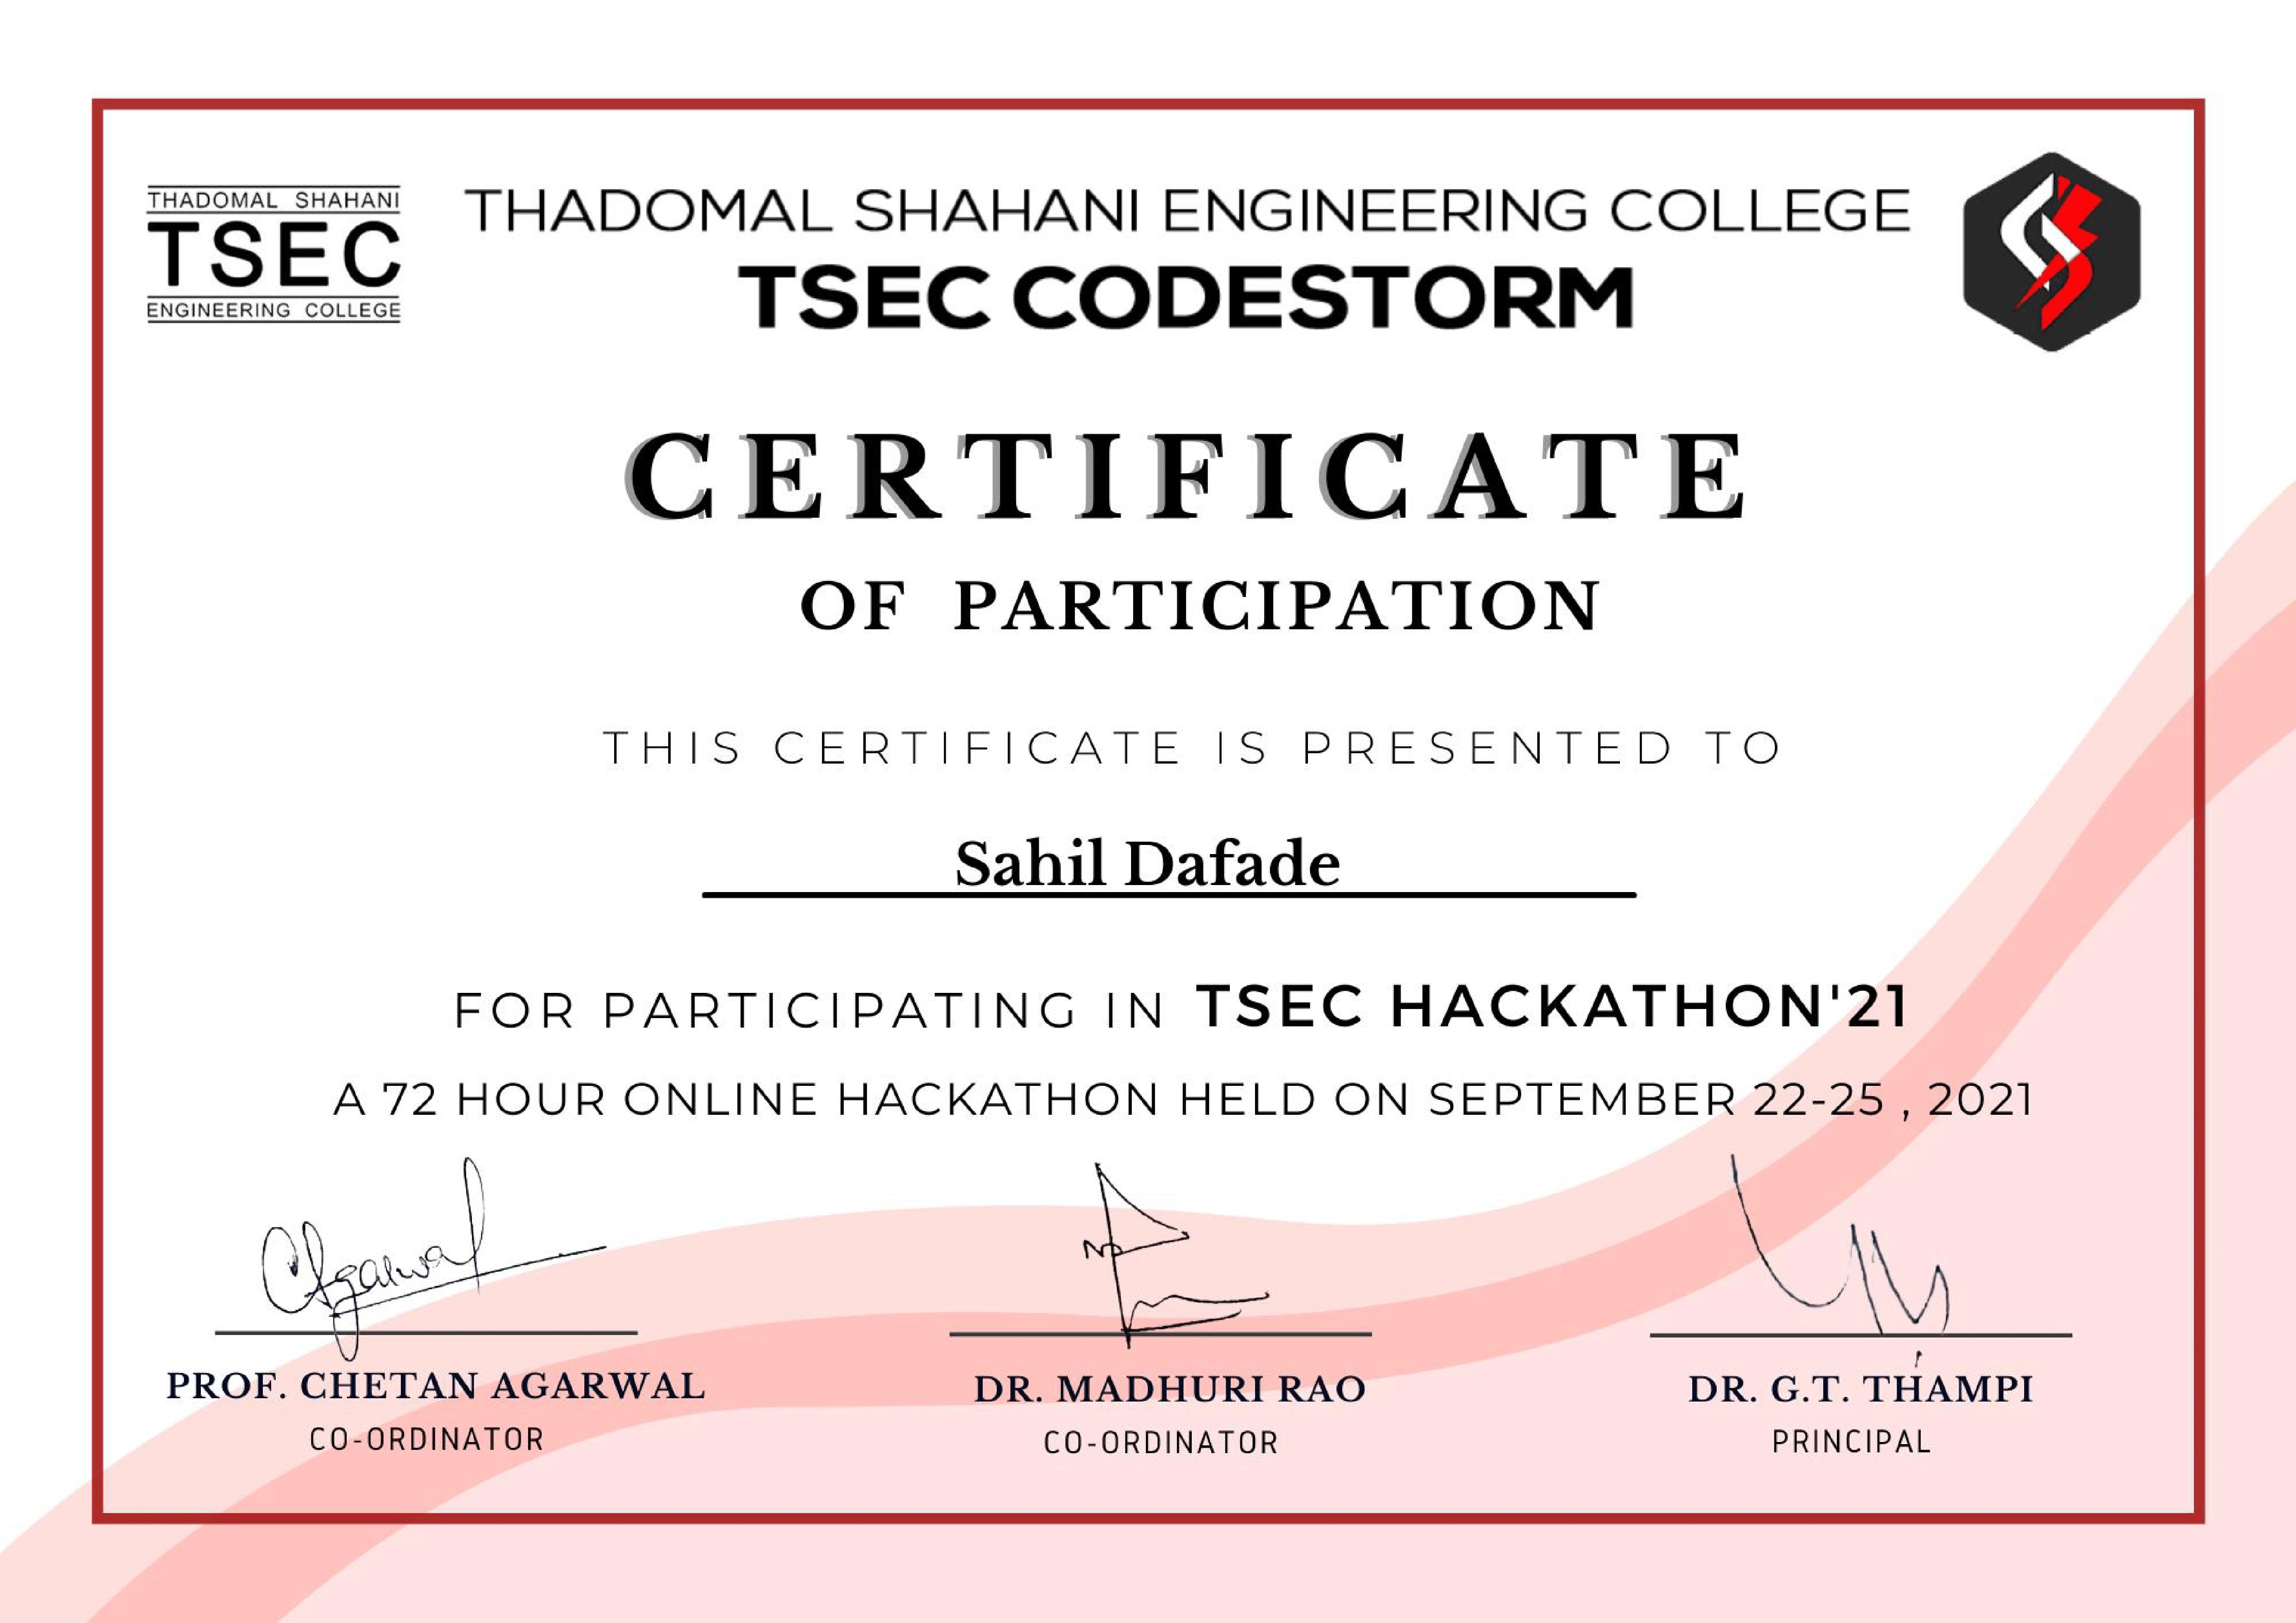 THADOMAL SHAHANI
TSEC
ENGINEERING COLLEGE
THADOMAL SHAHANI ENGINEERING COLLEGE
TSEC CODESTORM
CERTIFICATE
OF PARTICIPATION
THIS CERTIFICATE IS PRESENTED TO
Sahil Dafade
FOR PARTICIPATING IN TSEC HACKATHON'21
A 72 HOUR ONLINE HACKATHON HELD ON SEPTEMBER 22-25 , 2021
CAgarwal
PROF. CHETAN AGARWAL
CO-ORDINATOR
DR. MADHURI RAO
CO-ORDINATOR
DR. G.T. THAMPI
PRINCIPAL